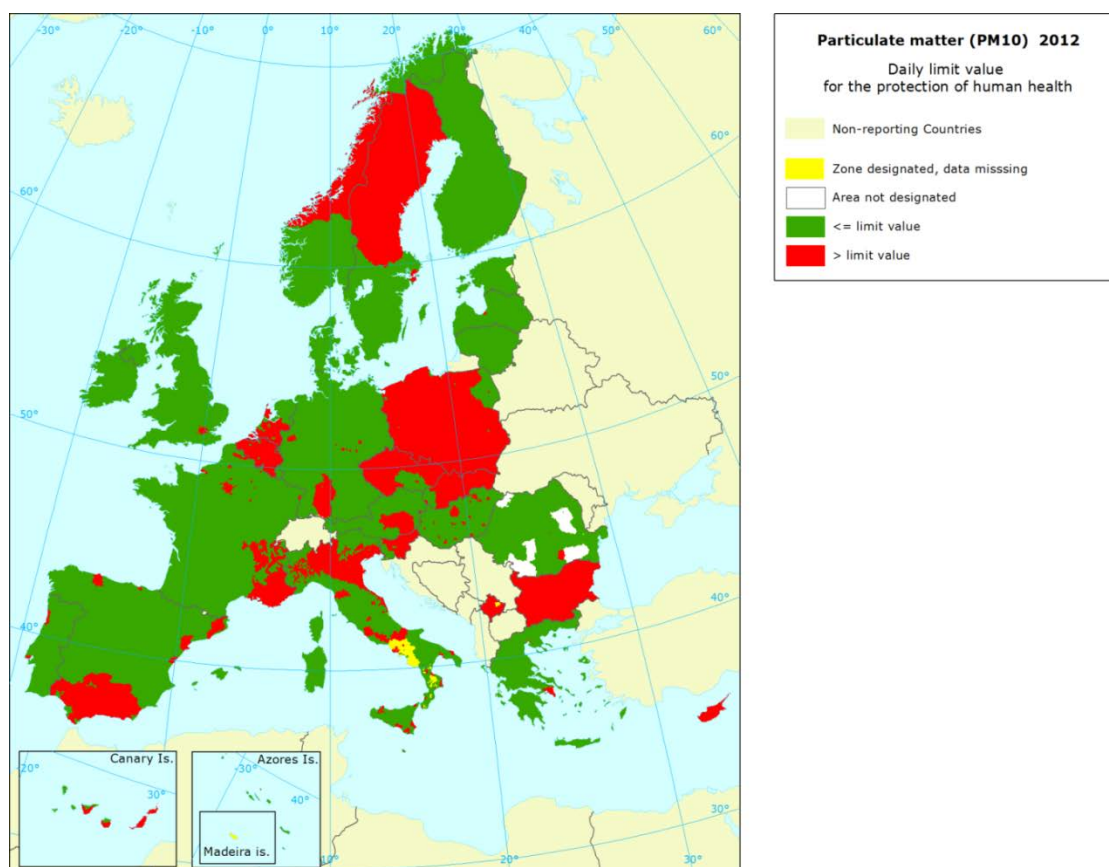 -30°
-20°
-10°
0°
10°
20°
30°
40°
50°
60°
60°
60°
50°
50°
40°
40°
30°
Canary Is.
-20°
30°
Azores Is.
-30°
40°
Madeira is.
0°
10°
20°
30°
Particulate matter (PM10) 2012
Daily limit value
for the protection of human health
Non-reporting Countries
Zone designated, data misssing
Area not designated
<= limit value
> limit value